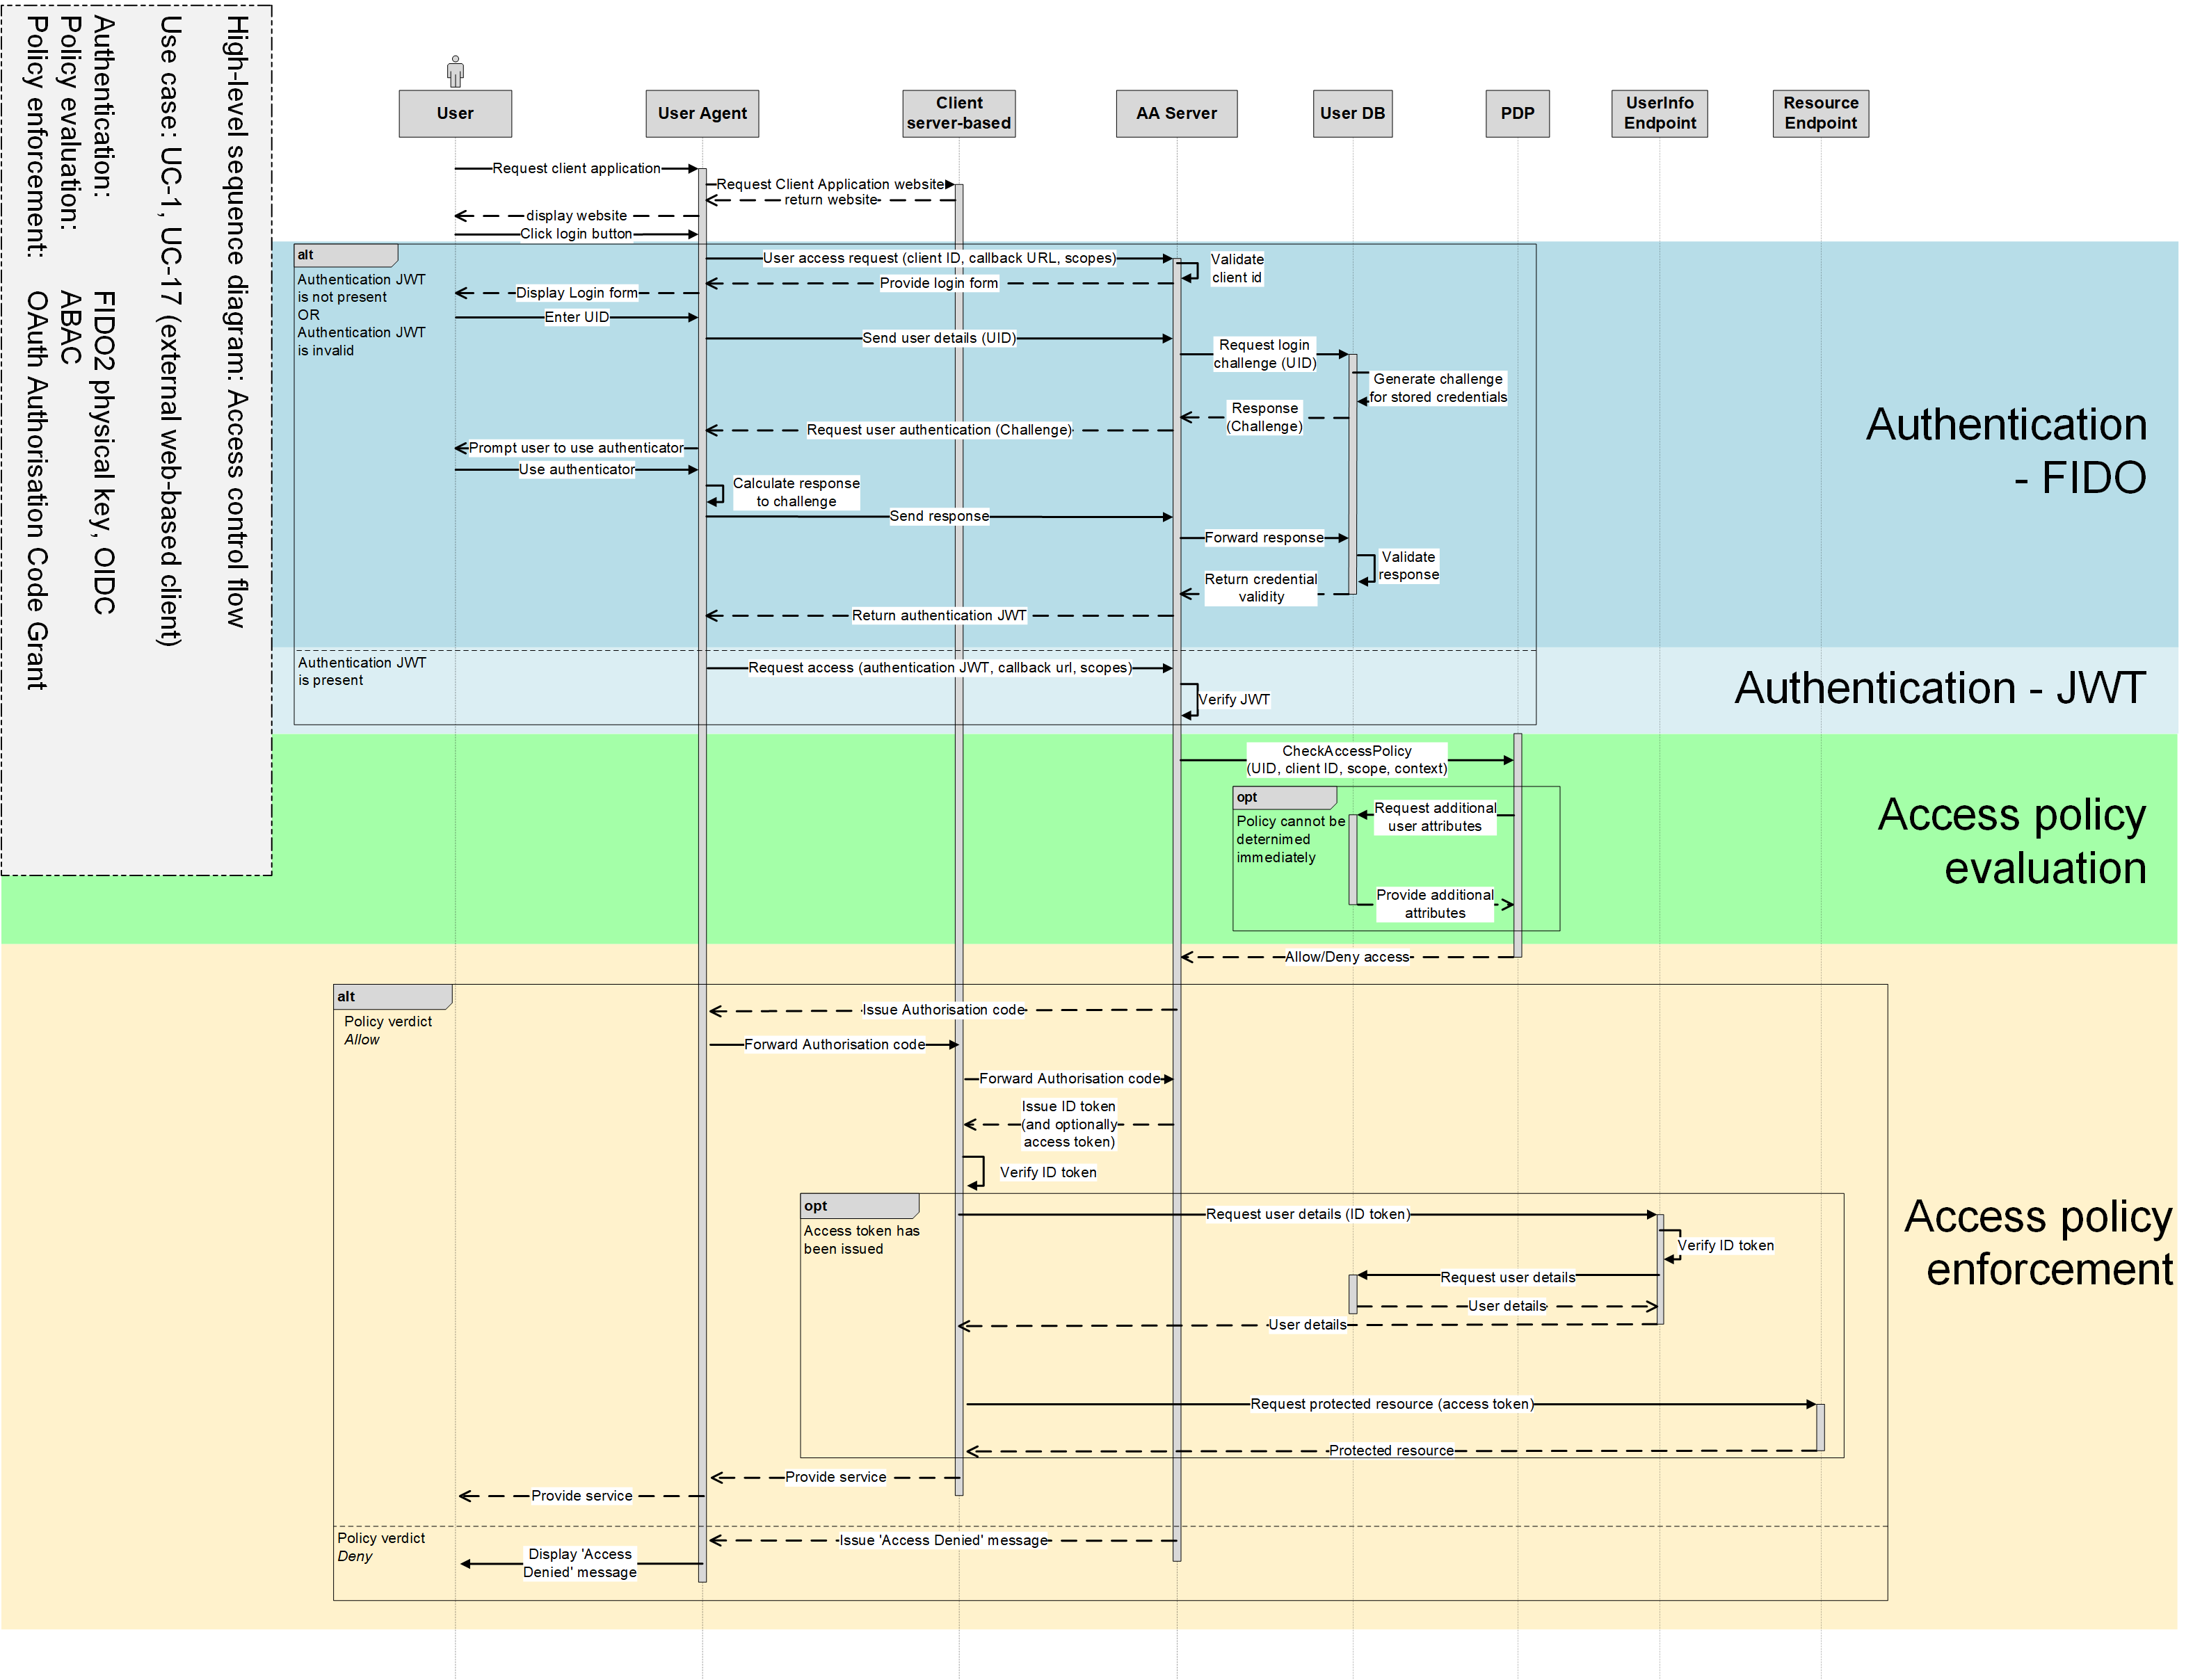 High-level sequence diagram: Access control flow
Use case: UC-1, UC-17 (external web-based client)
Authentication: FIDO2 physical key, OIDC
Policy evaluation: ABAC
Policy enforcement: OAuth Authorisation Code Grant
User
User Agent
Client
server-based
AA Server
User DB
PDP
UserInfo
Endpoint
Resource
Endpoint
Request client application
Request Client Application website
return website
display website
Click login button
alt
Authentication JWT
is not present
OR
Authentication JWT
is invalid
User access request (client ID, callback URL, scopes)
Validate
client id
Provide login form
Display Login form
Enter UID
Send user details (UID)
Request login
challenge (UID)
Generate challenge
for stored credentials
Response
(Challenge)
Request user authentication (Challenge)
Prompt user to use authenticator
Use authenticator
Calculate response
to challenge
Send response
Forward response
Validate
response
Return credential
validity
Return authentication JWT
Authentication
- FIDO
Authentication JWT
is present
Request access (authentication JWT, callback url, scopes)
Verify JWT
Authentication - JWT
CheckAccessPolicy
(UID, client ID, scope, context)
opt
Policy cannot be
deternimed
immediately
Request additional
user attributes
Provide additional
attributes
Access policy
evaluation
Allow/Deny access
alt
Policy verdict
Allow
Issue Authorisation code
Forward Authorisation code
Forward Authorisation code
Issue ID token
(and optionally
access token)
Verify ID token
opt
Access token has
been issued
Request user details (ID token)
Verify ID token
Request user details
User details
User details
Request protected resource (access token)
Protected resource
Provide service
Provide service
Access policy
enforcement
Policy verdict
Deny
Issue 'Access Denied' message
Display 'Access
Denied' message